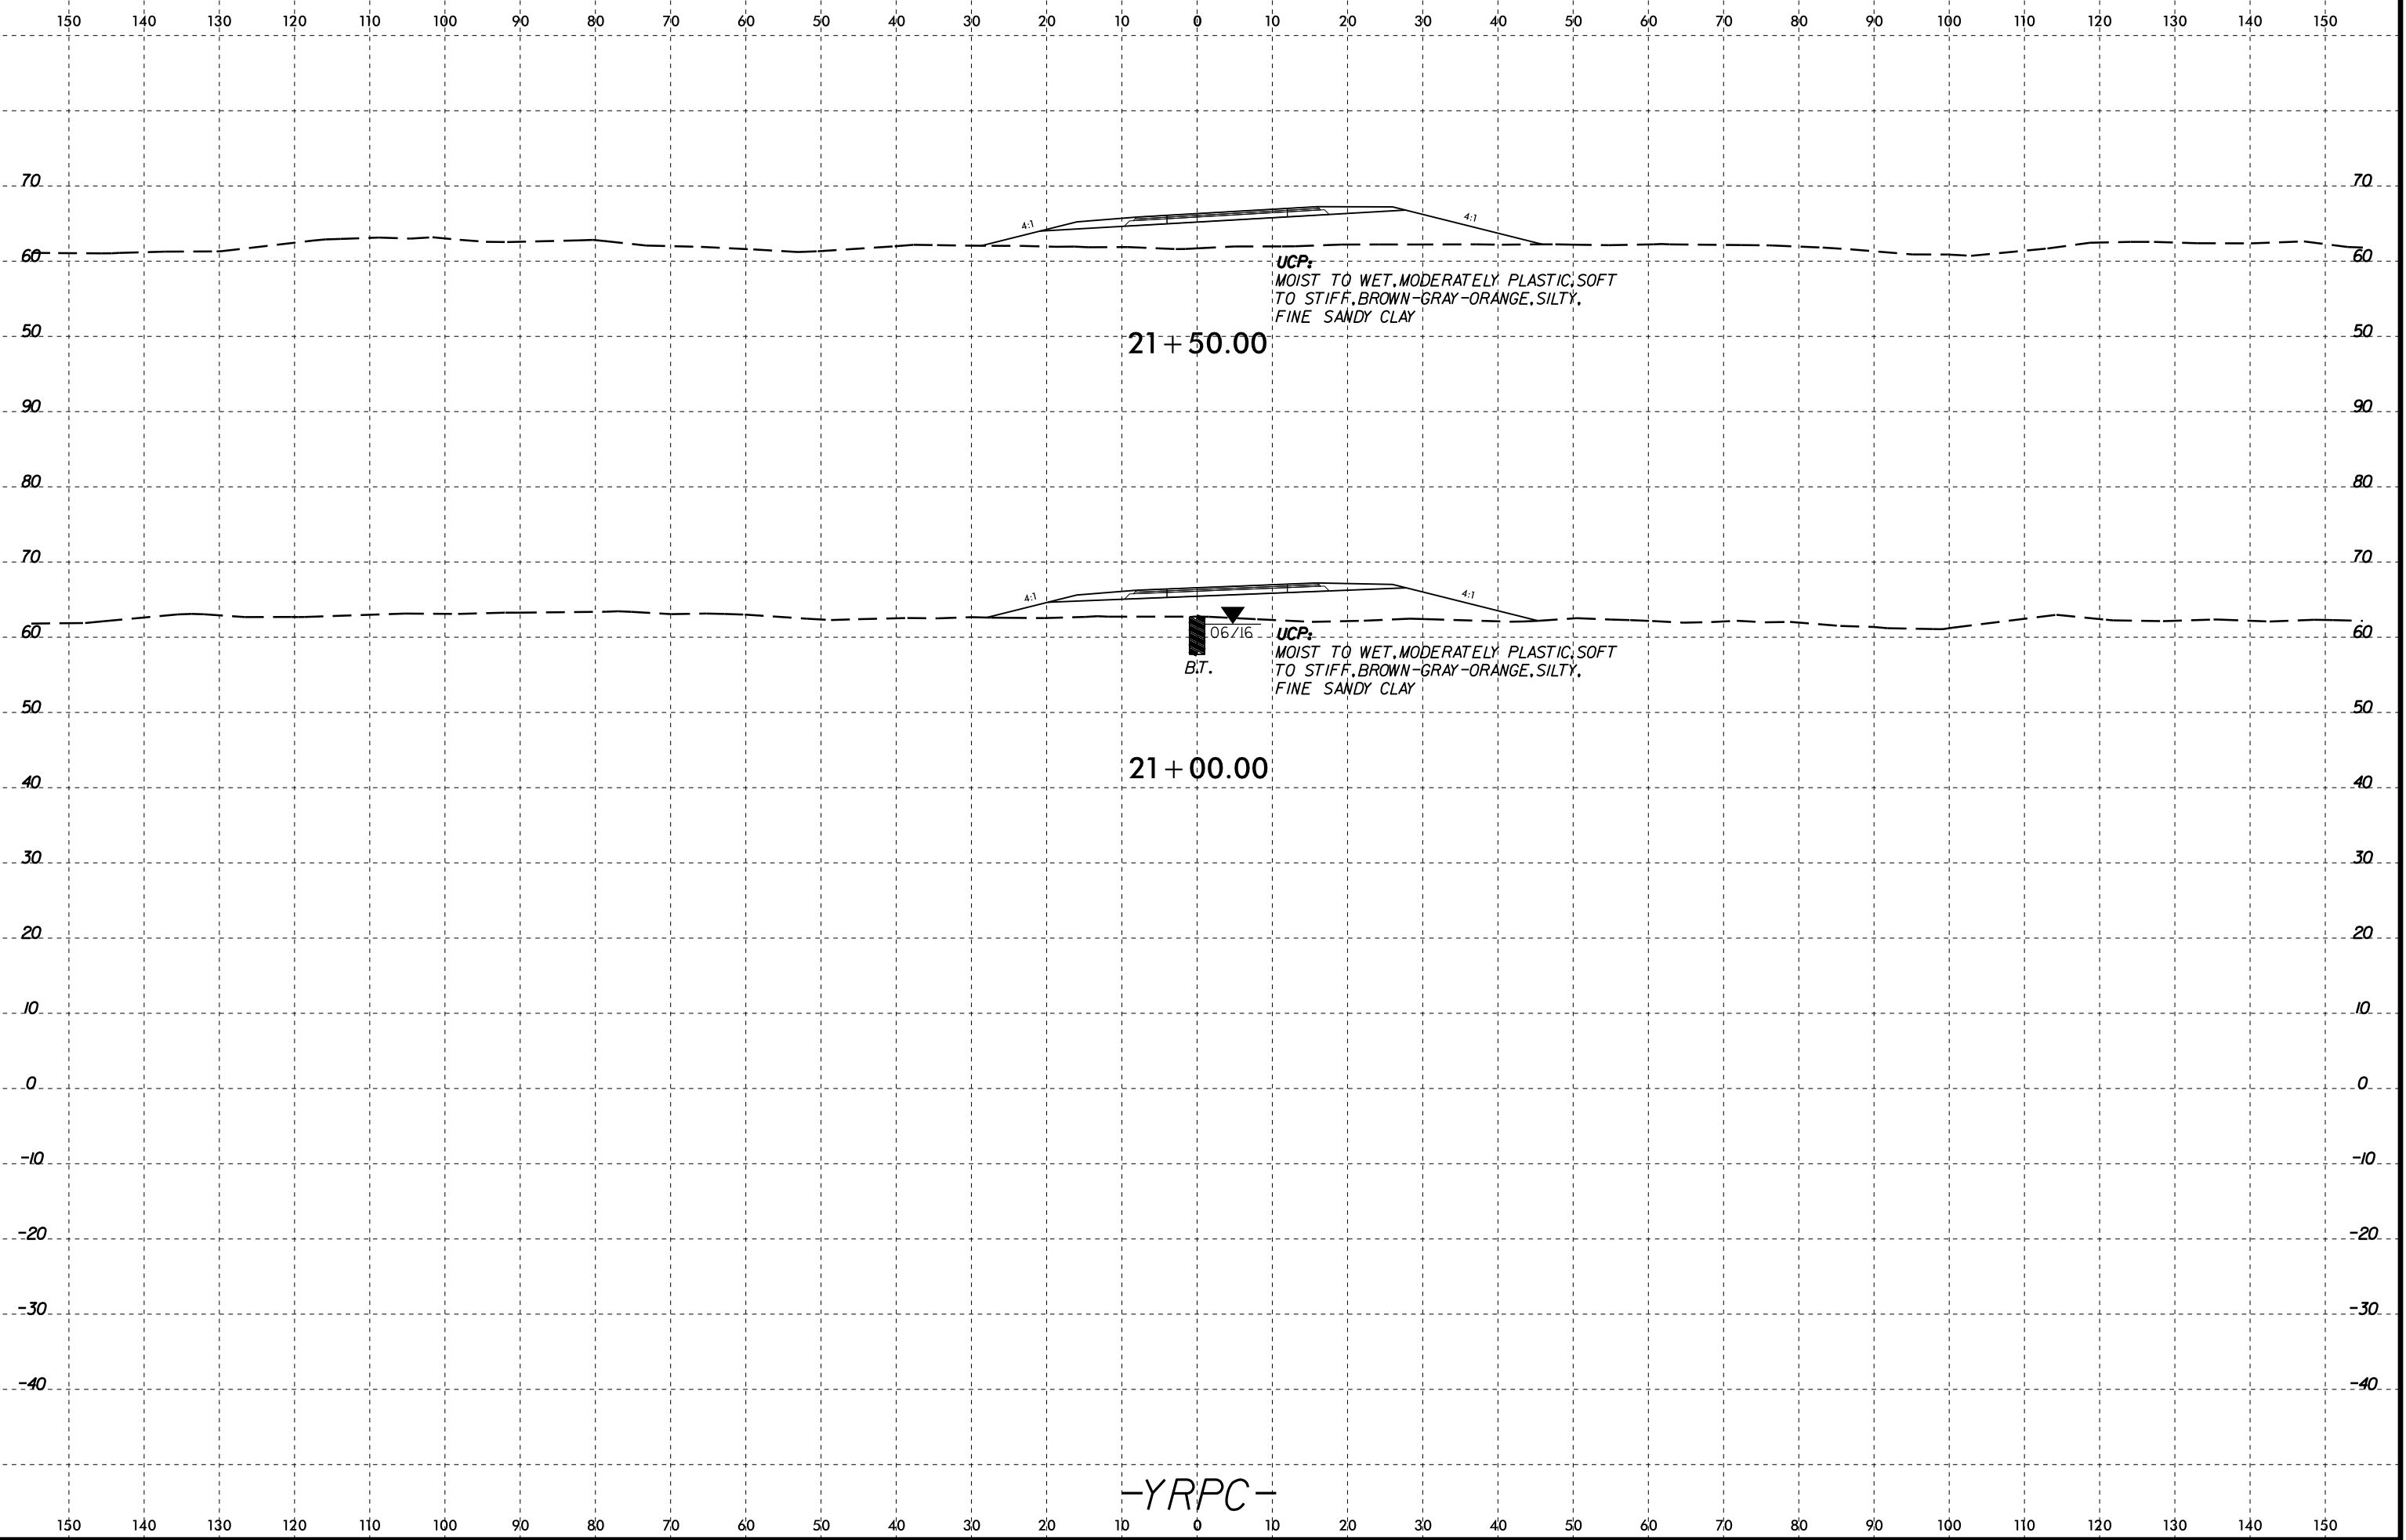 150 140 130 120 110 100 90 80 70 60 50 40 30 20 10 0 10 20 30 40 50 60 70 80 90 100 110 120 130 140 150
70 70
4:1 4:1
60 60
UCP:
MOIST TO WET, MODERATELY PLASTIC, SOFT
TO STIFF, BROWN-GRAY-ORANGE, SILTY,
FINE SANDY CLAY
50 50
21+50.00
90 90
80 80
70 70
4:1 4:1
60 06/16 60
UCP:
MOIST TO WET, MODERATELY PLASTIC, SOFT
TO STIFF, BROWN-GRAY-ORANGE, SILTY,
FINE SANDY CLAY
B.T.
50 50
21+00.00
40 40
30 30
20 20
10 10
0 0
-10 -10
-20 -20
-30 -30
-40 -40
-YRPC-
150 140 130 120 110 100 90 80 70 60 50 40 30 20 10 0 10 20 30 40 50 60 70 80 90 100 110 120 130 140 150